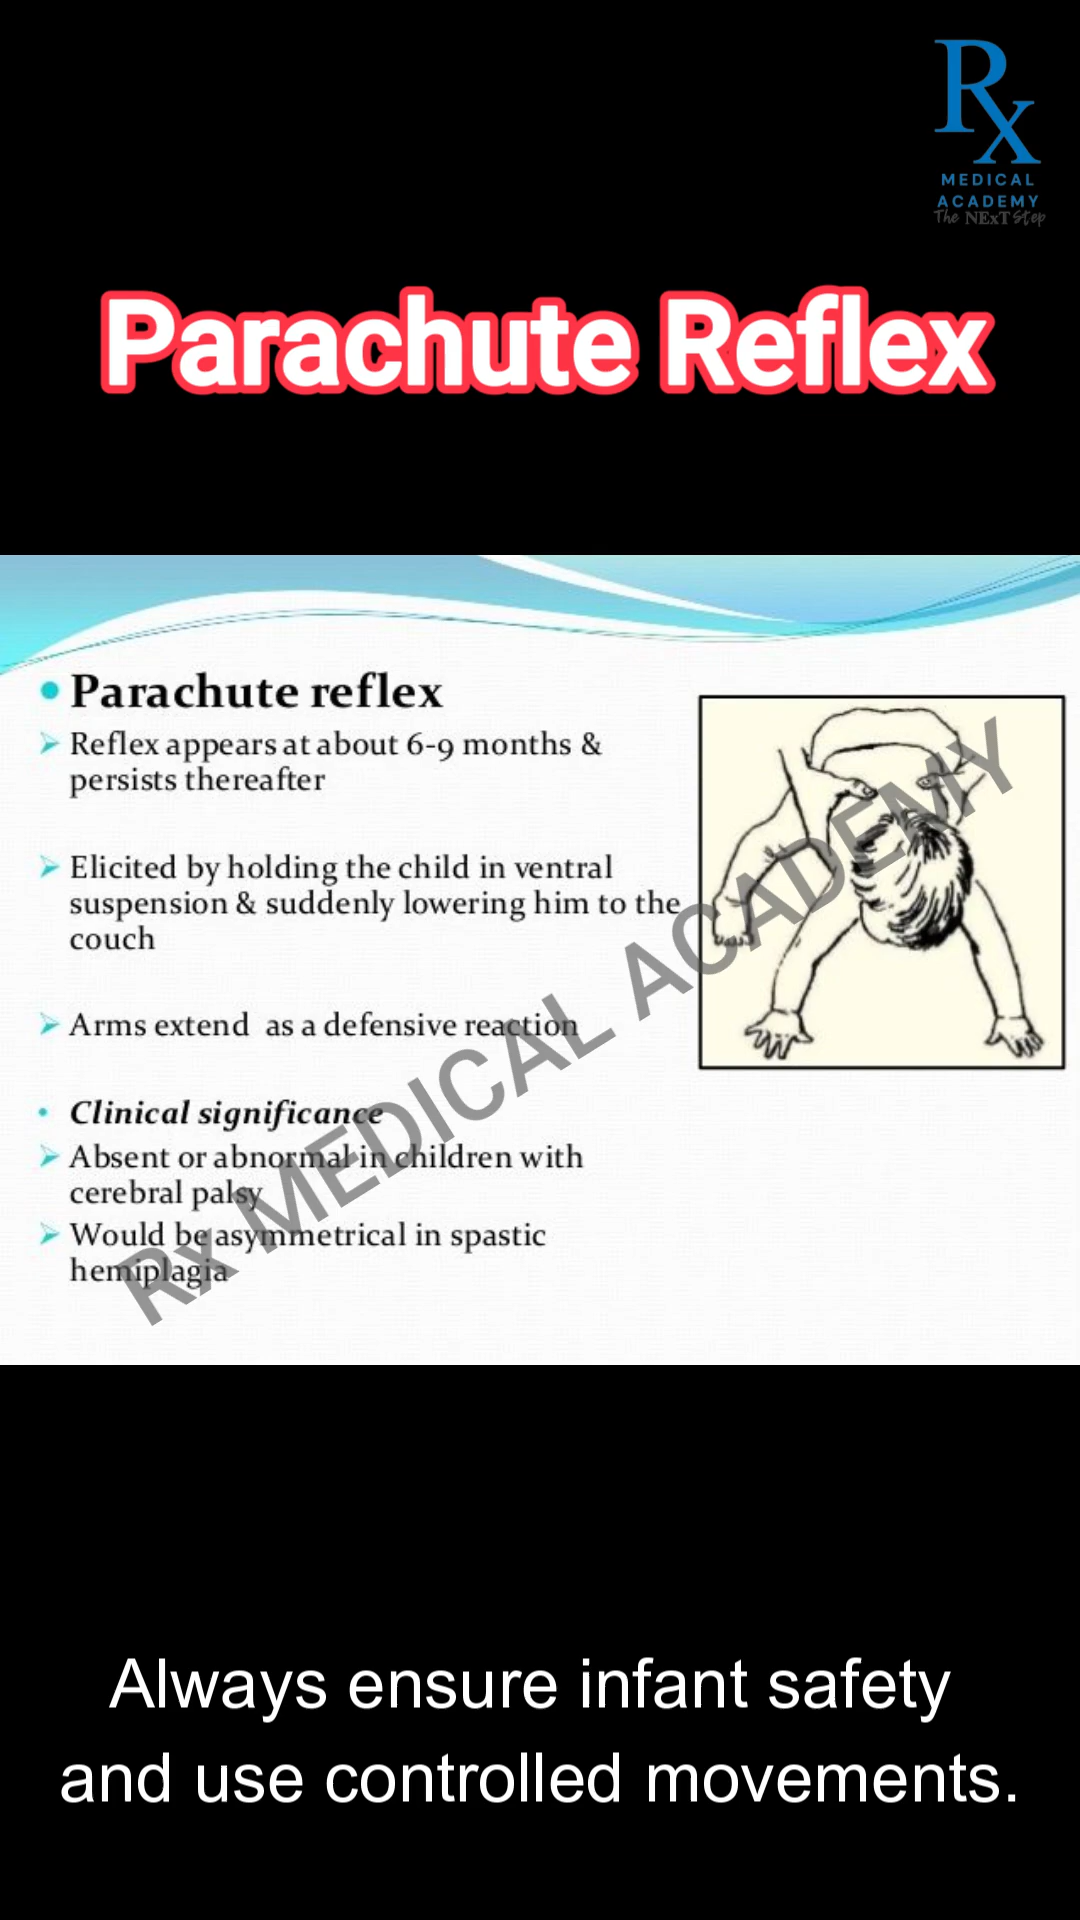 Rx
MEDICAL
ACADEMY
The NExT Step
Parachute Reflex
Parachute reflex
Reflex appears at about 6-9 months &
persists thereafter
Elicited by holding the child in ventral
suspension & suddenly lowering him to the
couch
Arms extend as a defensive reaction
Clinical significance
Absent or abnormal in children with
cerebral palsy
Would be asymmetrical in spastic
hemiplagia
Rx MEDICAL ACADEMY
Always ensure infant safety
and use controlled movements.